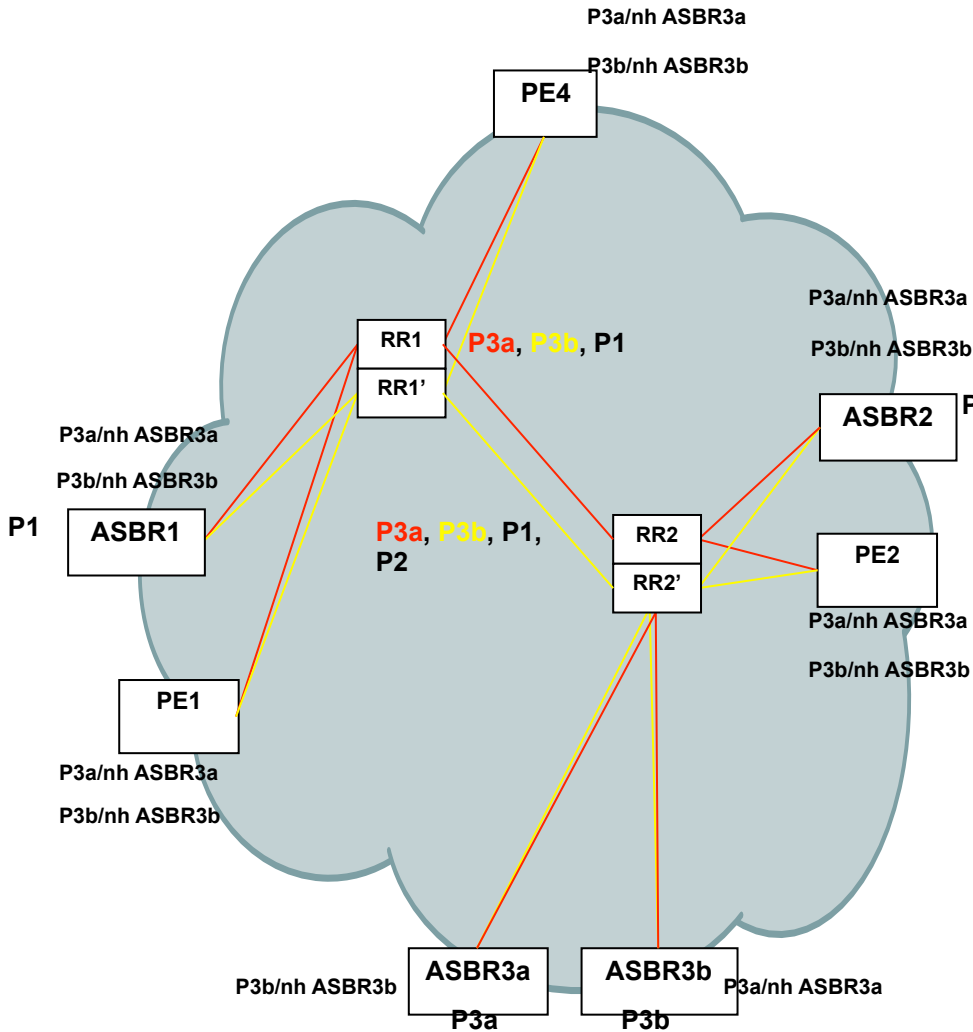 P3a/nh ASBR3a
P3b/nh ASBR3b
PE4
P3a/nh ASBR3a
RR1
P3a, P3b, P1
P3b/nh ASBR3b
RR1’
ASBR2
P
P3a/nh ASBR3a
P3b/nh ASBR3b
P1
ASBR1
P3a, P3b, P1,
P2
RR2
RR2’
PE2
P3a/nh ASBR3a
P3b/nh ASBR3b
PE1
P3a/nh ASBR3a
P3b/nh ASBR3b
P3b/nh ASBR3b
ASBR3a
ASBR3b
P3a/nh ASBR3a
P3a
P3b